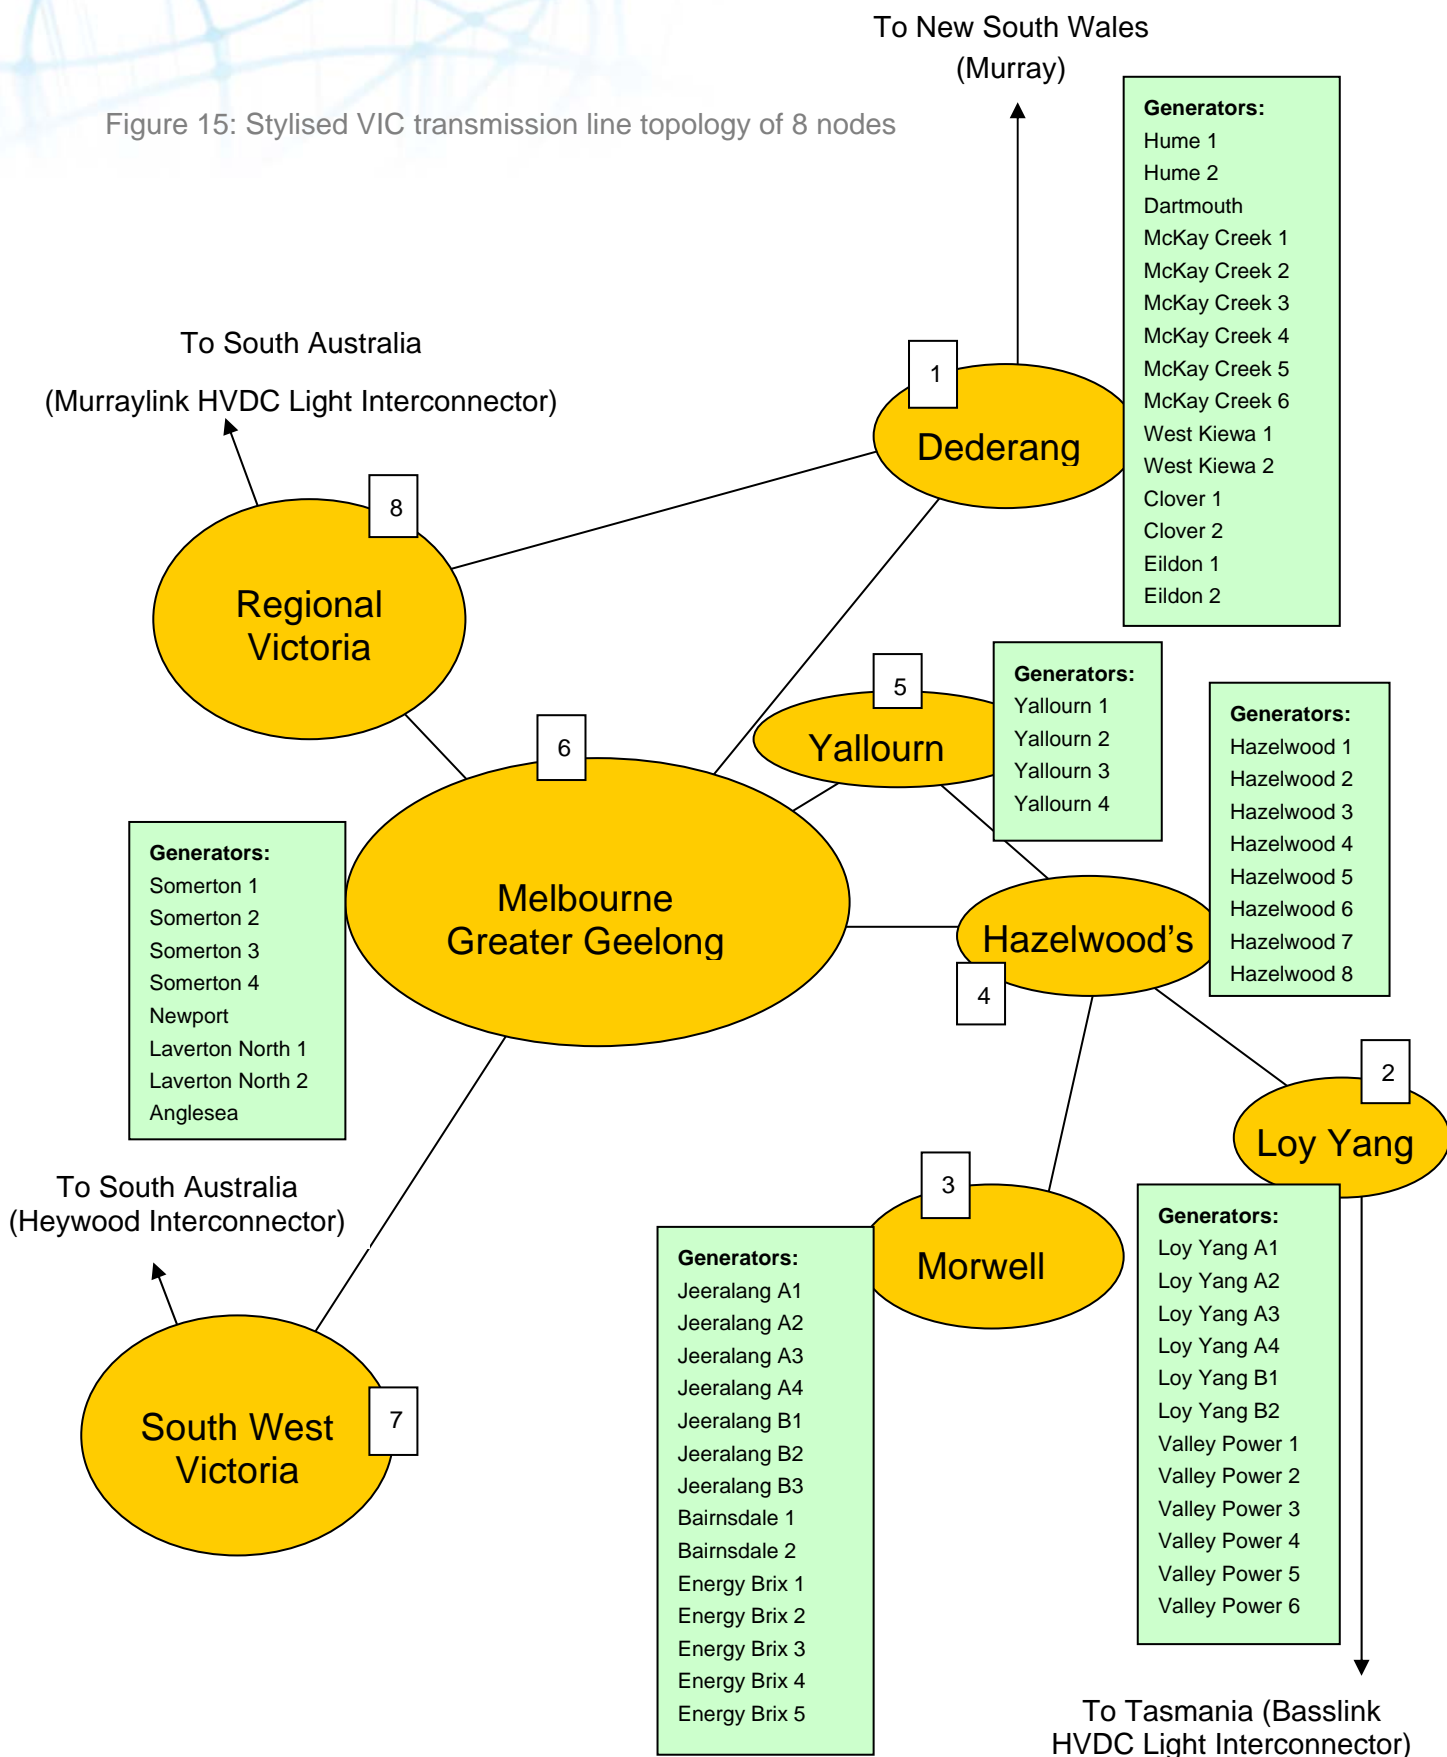 To New South Wales
(Murray)
Figure 15: Stylised VIC transmission line topology of 8 nodes
Generators:
Hume 1
Hume 2
Dartmouth
McKay Creek 1
McKay Creek 2
McKay Creek 3
McKay Creek 4
McKay Creek 5
McKay Creek 6
West Kiewa 1
West Kiewa 2
Clover 1
Clover 2
Eildon 1
Eildon 2
To South Australia
(Murraylink HVDC Light Interconnector)
1
Dederang
8
Regional
Victoria
5
Yallourn
Generators:
Yallourn 1
Yallourn 2
Yallourn 3
Yallourn 4
Generators:
Hazelwood 1
Hazelwood 2
Hazelwood 3
Hazelwood 4
Hazelwood 5
Hazelwood 6
Hazelwood 7
Hazelwood 8
6
Melbourne
Greater Geelong
Generators:
Somerton 1
Somerton 2
Somerton 3
Somerton 4
Newport
Laverton North 1
Laverton North 2
Anglesea
Hazelwood's
4
2
Loy Yang
To South Australia
(Heywood Interconnector)
3
Morwell
Generators:
Jeeralang A1
Jeeralang A2
Jeeralang A3
Jeeralang A4
Jeeralang B1
Jeeralang B2
Jeeralang B3
Bairnsdale 1
Bairnsdale 2
Energy Brix 1
Energy Brix 2
Energy Brix 3
Energy Brix 4
Energy Brix 5
Generators:
Loy Yang A1
Loy Yang A2
Loy Yang A3
Loy Yang A4
Loy Yang B1
Loy Yang B2
Valley Power 1
Valley Power 2
Valley Power 3
Valley Power 4
Valley Power 5
Valley Power 6
7
South West
Victoria
To Tasmania (Basslink
HVDC Light Interconnector)